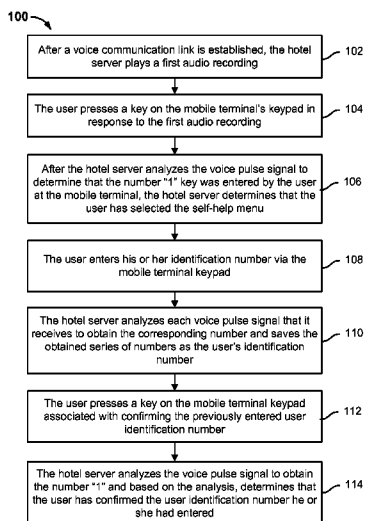 100
After a voice communication link is established, the hotel
server plays a first audio recording
102
The user presses a key on the mobile terminal's keypad in
response to the first audio recording
104
After the hotel server analyzes the voice pulse signal to
determine that the number "1" key was entered by the user
at the mobile terminal, the hotel server determines that the
user has selected the self-help menu
106
The user enters his or her identification number via the
mobile terminal keypad
108
The hotel server analyzes each voice pulse signal that it
receives to obtain the corresponding number and saves the
obtained series of numbers as the user's identification
number
110
The user presses a key on the mobile terminal keypad
associated with confirming the previously entered user
identification number
112
The hotel server analyzes the voice pulse signal to obtain
the number "1" and based on the analysis, determines that
the user has confirmed the user identification number he or
she had entered
114